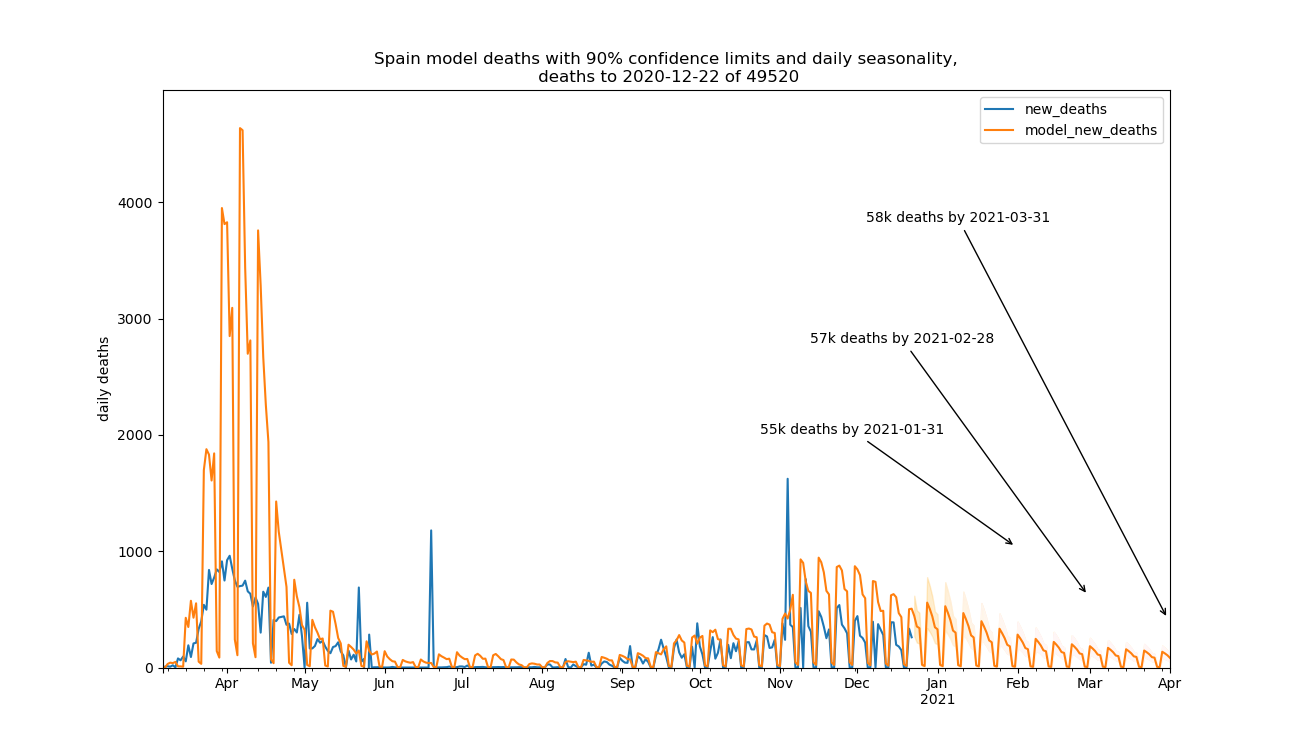 Spain model deaths with 90% confidence limits and daily seasonality,
deaths to 2020-12-22 of 49520
new_deaths
model_new_deaths
daily deaths
4000
3000
2000
1000
0
58k deaths by 2021-03-31
57k deaths by 2021-02-28
55k deaths by 2021-01-31
Apr May Jun Jul Aug Sep Oct Nov Dec Jan Feb Mar Apr
2021